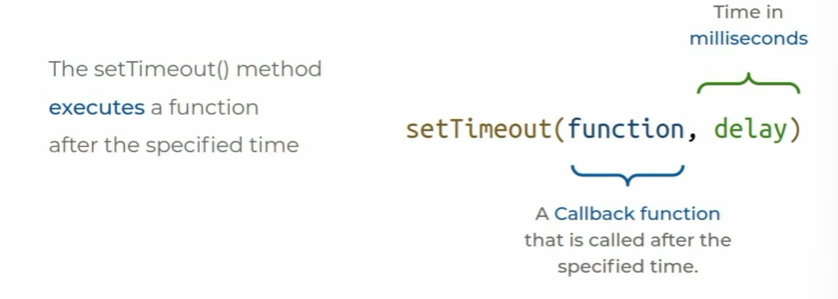 The setTimeout() method
executes a function
after the specified time
Time in
milliseconds
setTimeout(function, delay)
A Callback function
that is called after the
specified time.